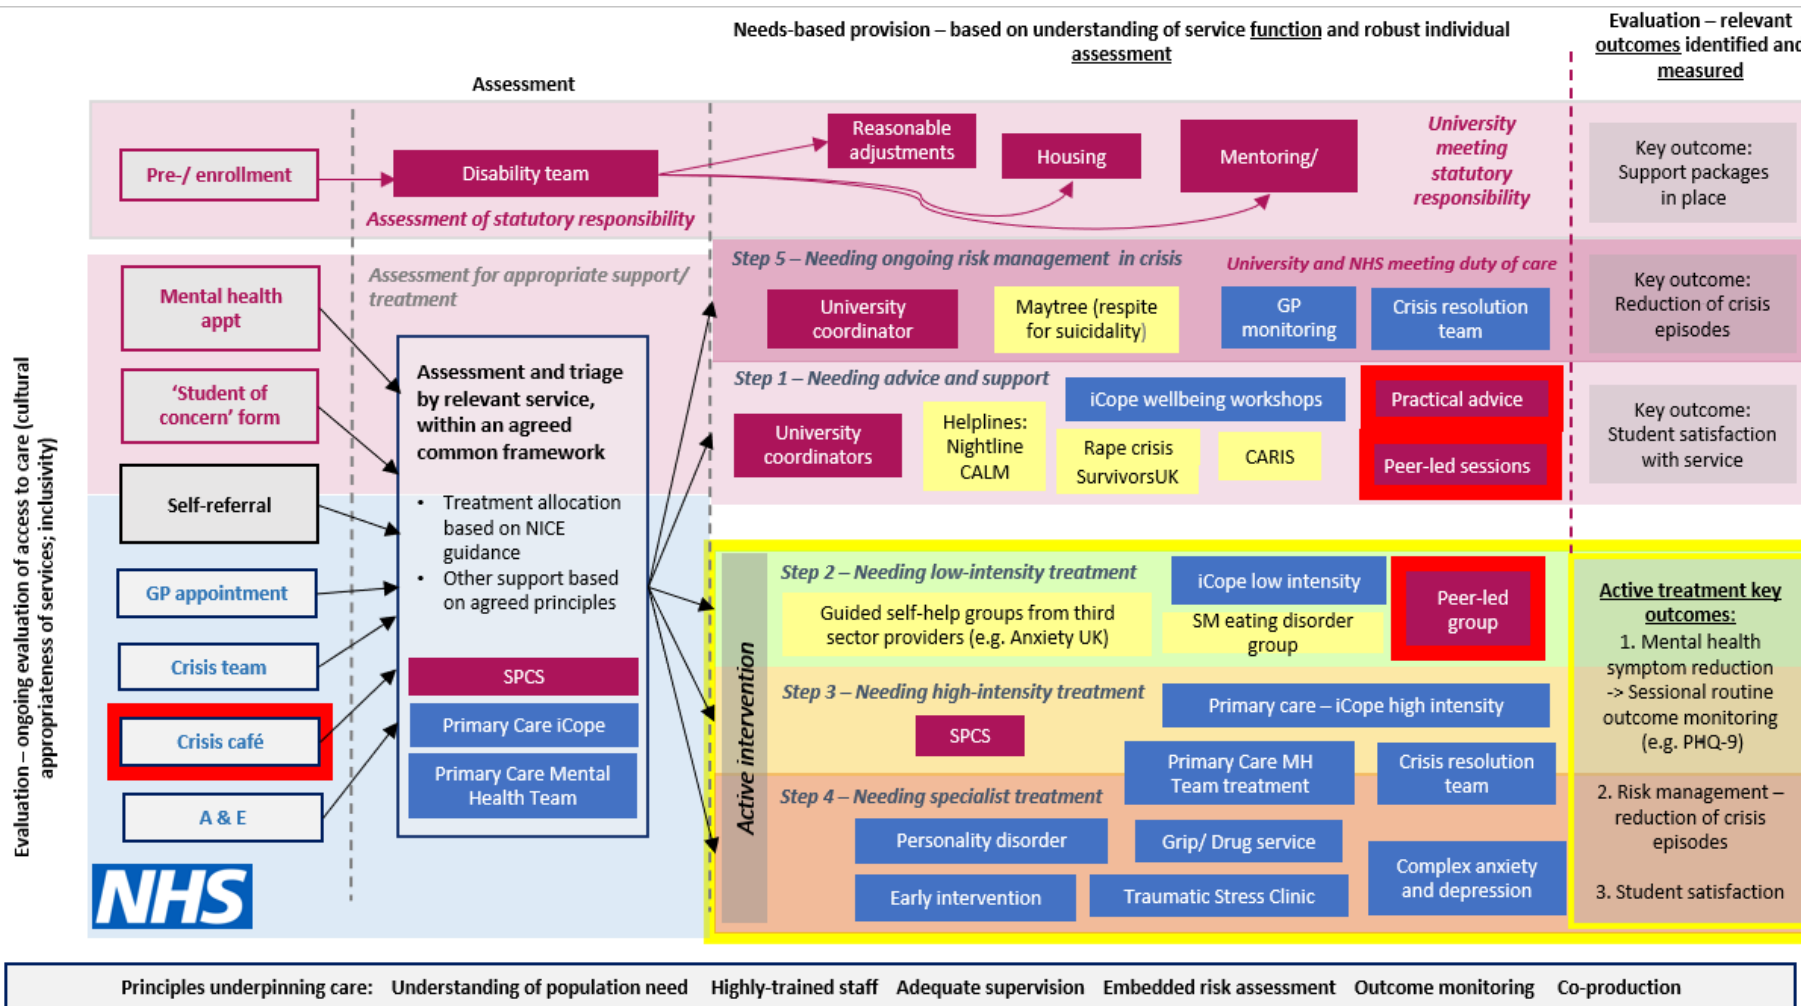 Needs-based provision – based on understanding of service function and robust individual
assessment
Evaluation – relevant
outcomes identified and
measured
Assessment
Pre-/ enrollment
Disability team
Assessment of statutory responsibility
Reasonable
adjustments
Housing
Mentoring/
University
meeting
statutory
responsibility
Key outcome:
Support packages
in place
Evaluation – ongoing evaluation of access to care (cultural
appropriateness of services; inclusivity)
Mental health
appt
‘Student of
concern’ form
Self-referral
GP appointment
Crisis team
Crisis café
A & E
NHS
Assessment for appropriate support/
treatment
Assessment and triage
by relevant service,
within an agreed
common framework
• Treatment allocation
based on NICE
guidance
• Other support based
on agreed principles
SPCS
Primary Care iCope
Primary Care Mental
Health Team
Step 5 – Needing ongoing risk management in crisis
University and NHS meeting duty of care
University
coordinator
Maytree (respite
for suicidality)
GP
monitoring
Crisis resolution
team
Key outcome:
Reduction of crisis
episodes
Step 1 – Needing advice and support
University
coordinators
Helplines:
Nightline
CALM
iCope wellbeing workshops
Rape crisis
SurvivorsUK
CARIS
Practical advice
Peer-led sessions
Key outcome:
Student satisfaction
with service
Active intervention
Step 2 – Needing low-intensity treatment
Guided self-help groups from third
sector providers (e.g. Anxiety UK)
iCope low intensity
SM eating disorder
group
Peer-led
group
Step 3 – Needing high-intensity treatment
SPCS
Primary care – iCope high intensity
Primary Care MH
Team treatment
Crisis resolution
team
Step 4 – Needing specialist treatment
Personality disorder
Grip/ Drug service
Early intervention
Traumatic Stress Clinic
Complex anxiety
and depression
Active treatment key
outcomes:
1. Mental health
symptom reduction
-> Sessional routine
outcome monitoring
(e.g. PHQ-9)
2. Risk management –
reduction of crisis
episodes
3. Student satisfaction
Principles underpinning care: Understanding of population need Highly-trained staff Adequate supervision Embedded risk assessment Outcome monitoring Co-production